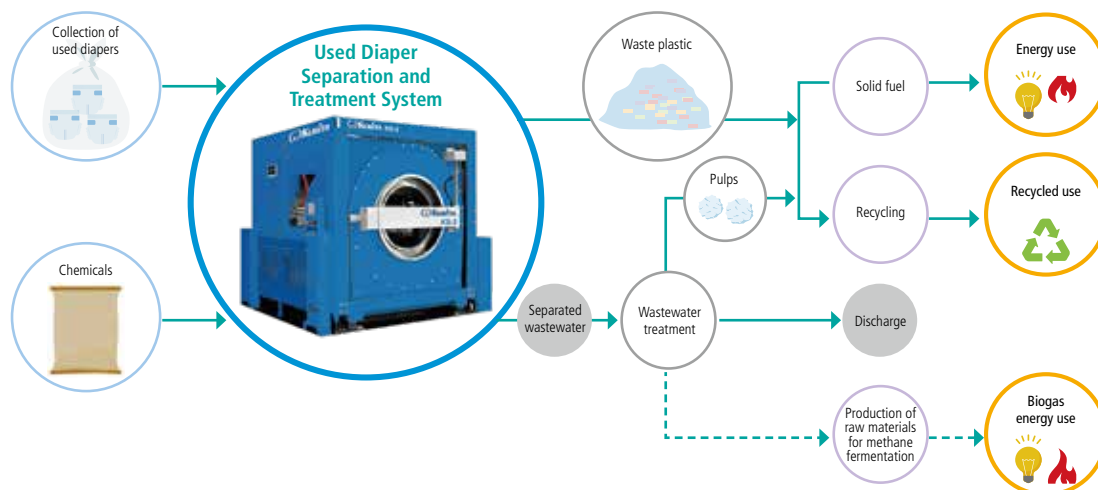 Collection of
used diapers
Used Diaper
Separation and
Treatment System
Waste plastic
Solid fuel
Energy use
Pulps
Recycling
Recycled use
Chemicals
Separated
wastewater
Wastewater
treatment
Discharge
Production of
raw materials
for methane
fermentation
Biogas
energy use